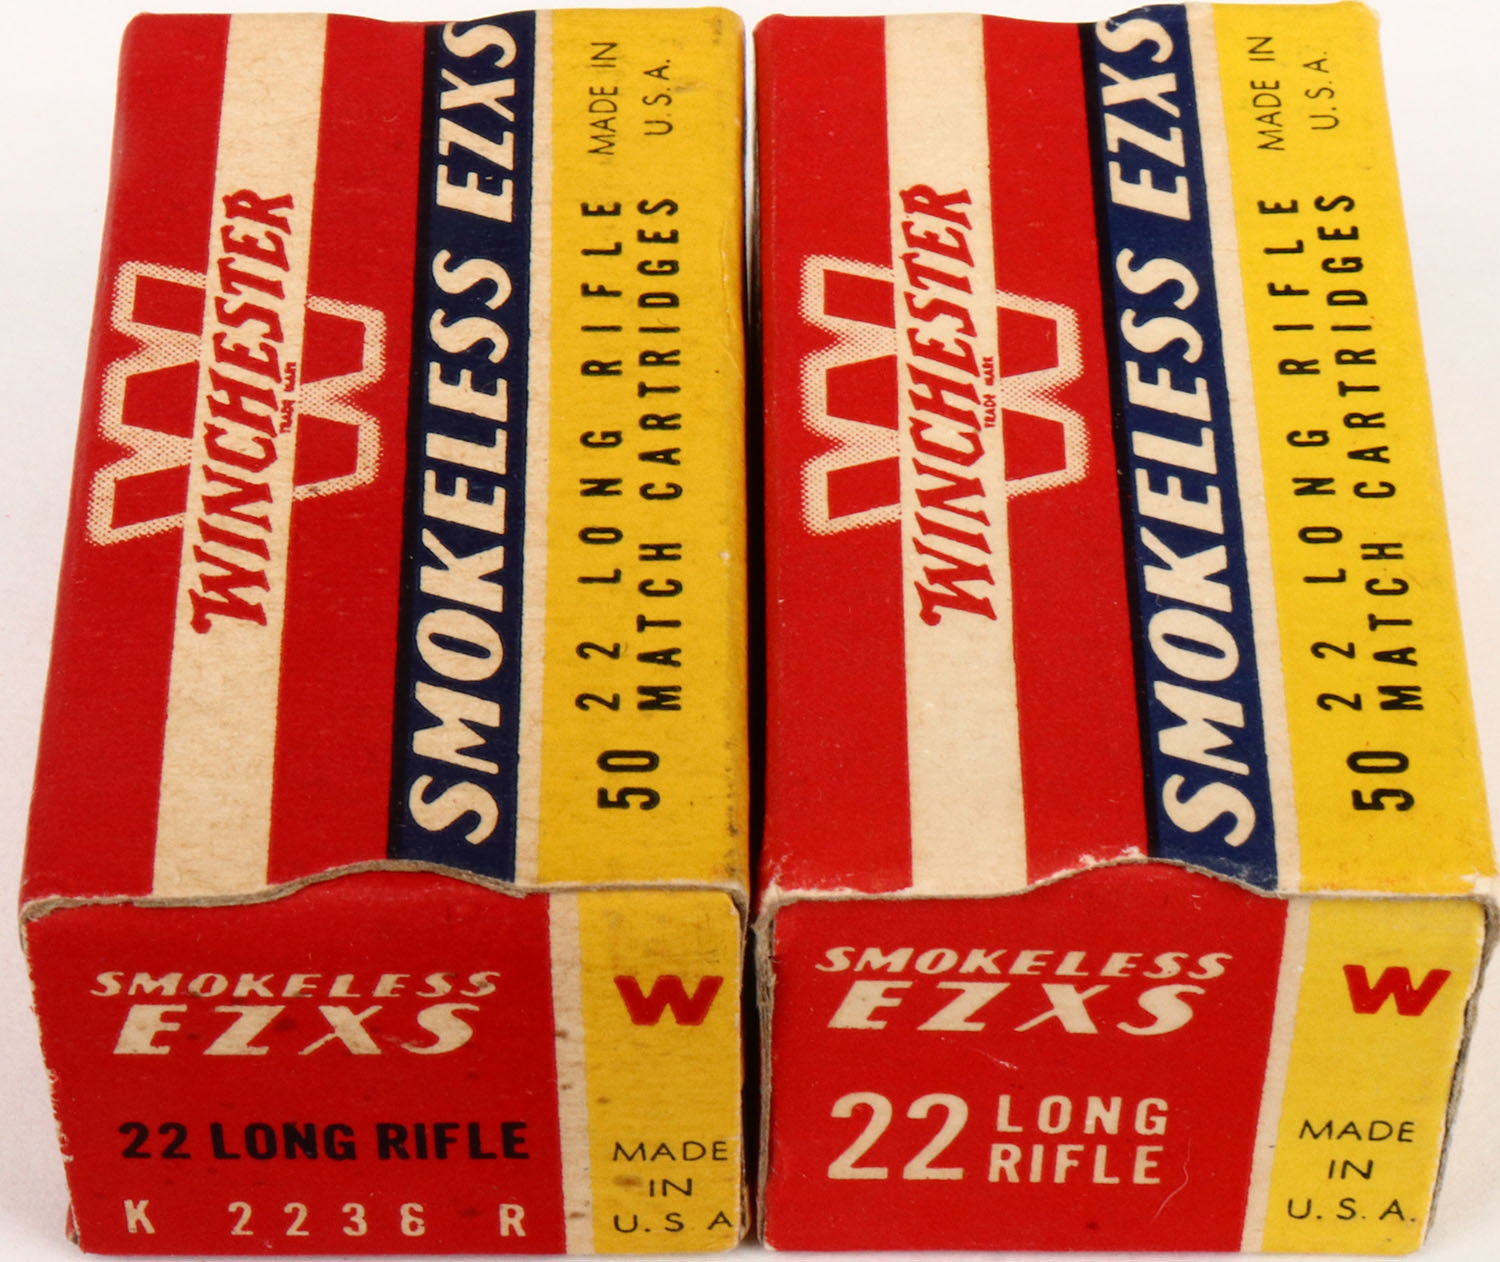 W
WINCHESTER
TRADE MARK
SMOKELESS EZXS
50 22 LONG RIFLE
MATCH CARTRIDGES
MADE IN
U.S.A.
SMOKELESS
EZXS
22 LONG RIFLE
K 2236 R
W
MADE
IN
U.S.A
W
WINCHESTER
TRADE MARK
SMOKELESS EZXS
50 22 LONG RIFLE
MATCH CARTRIDGES
MADE IN
U.S.A.
SMOKELESS
EZXS
22 LONG
RIFLE
W
MADE
IN
U.S.A.